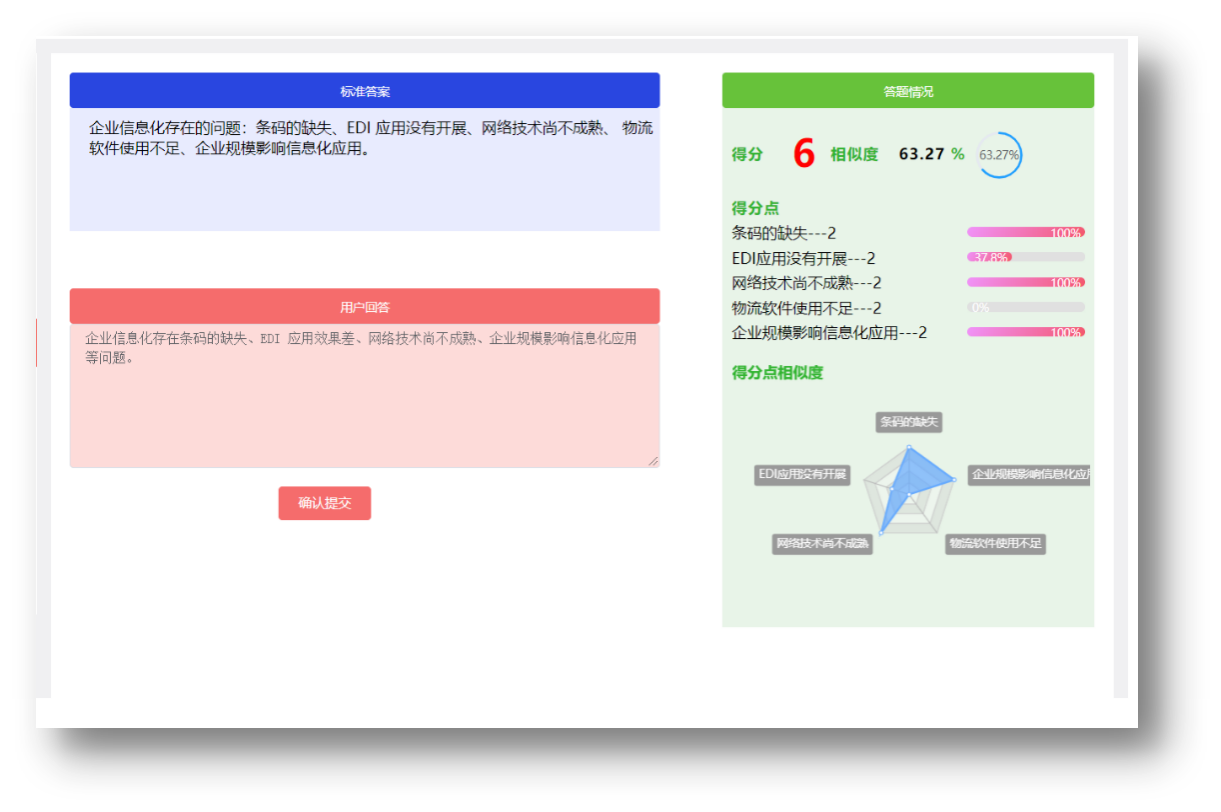 标准答案
企业信息化存在的问题：条码的缺失、EDI 应用没有开展、网络技术尚不成熟、 物流
软件使用不足、企业规模影响信息化应用。
用户回答
企业信息化存在条码的缺失、EDI 应用效果差、网络技术尚不成熟、企业规模影响信息化应用
等问题。
确认提交
答题情况
得分 6 相似度 63.27 % 63.27%
得分点
条码的缺失---2 100%
EDI应用没有开展---2 37.8%
网络技术尚不成熟---2 100%
物流软件使用不足---2 0%
企业规模影响信息化应用---2 100%
得分点相似度
条码的缺失
EDI应用没有开展
企业规模影响信息化应
网络技术尚不成熟
物流软件使用不足